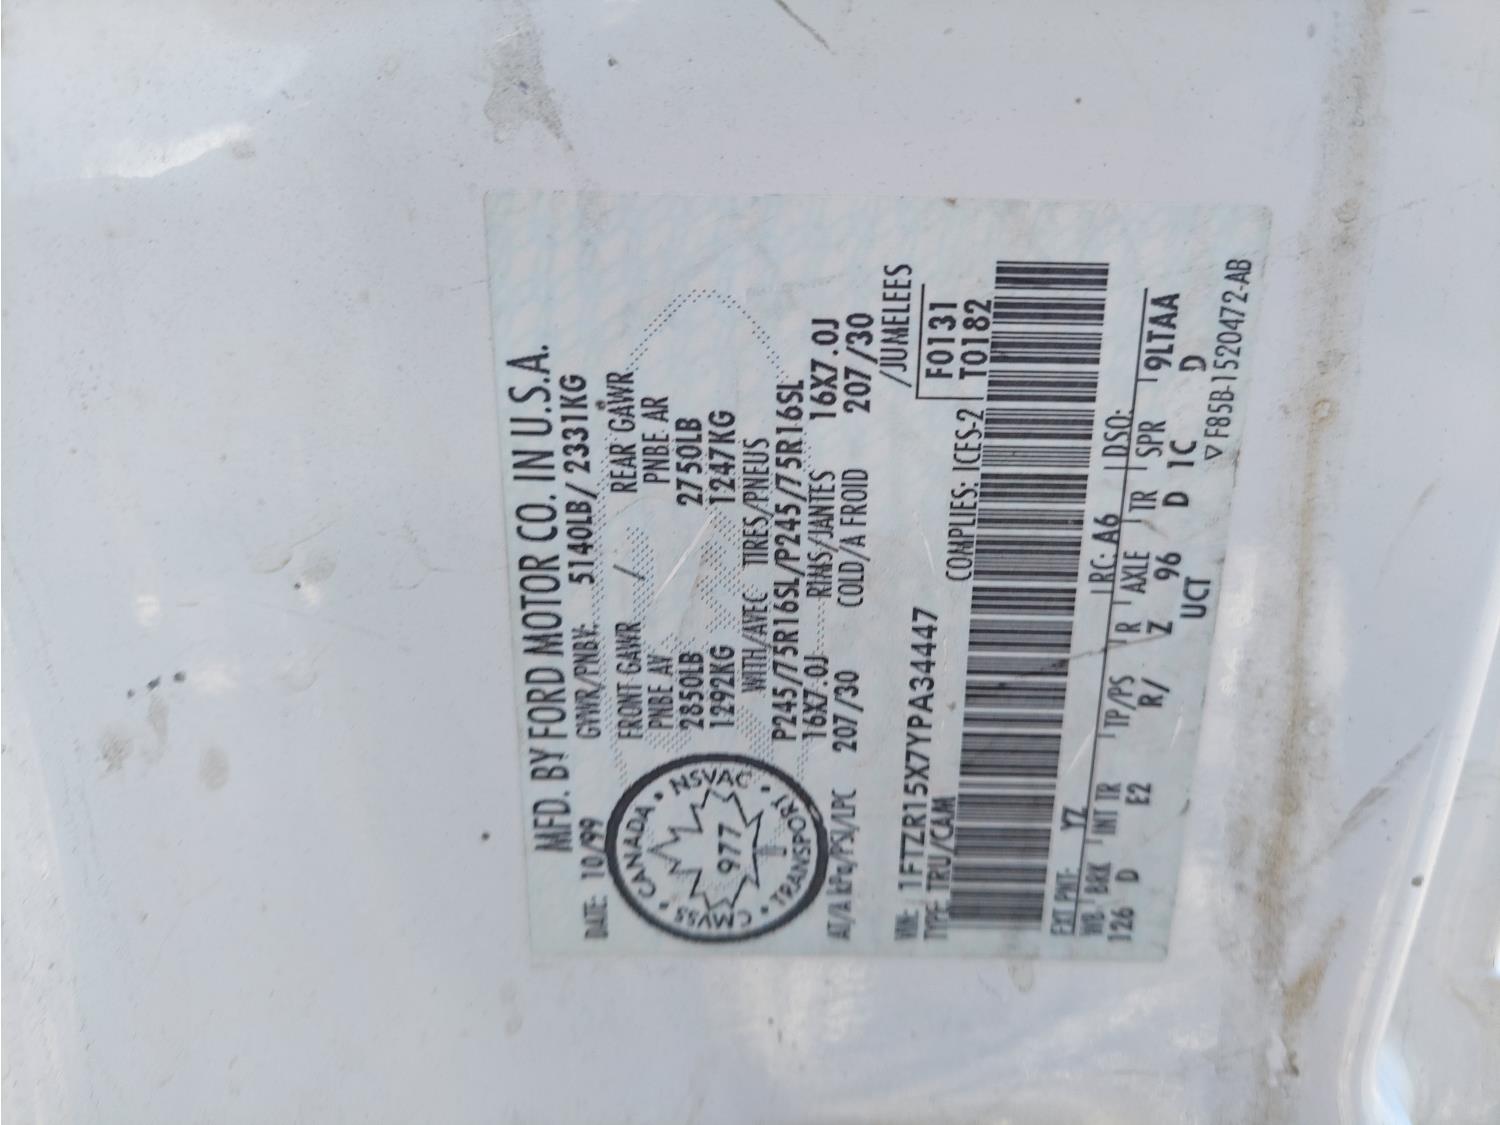 MFD. BY FORD MOTOR CO. IN U.S.A.
DATE: 10/99 GVWR/PNBV: 5140LB/ 2331KG
FRONT GAWR / REAR GAWR
PNBE AV PNBE AR
2850LB 2750LB
1292KG 1247KG
WITH/AVEC TIRES/PNEUS
P245/75R16SL/P245/75R16SL
16X7.0J RIMS/JANTES 16X7.0J
AT/A kPa/PSI/LPC 207/30 COLD/A FROID 207/30
/JUMELEES
VIN: 1FTZR15X7YPA34447 F0131
TYPE: TRU/CAM COMPLIES: ICES-2 T0182
EXT PNT: YZ RC: A6 DSO:
WB BRK INT TR TP/PS R AXLE TR SPR 9LTAA
126 D E2 R/ Z 96 D 1C D
UCT
▽ F85B-1520472-AB
CANADA
NSVAC
977
TRANSPORT
CMVSS